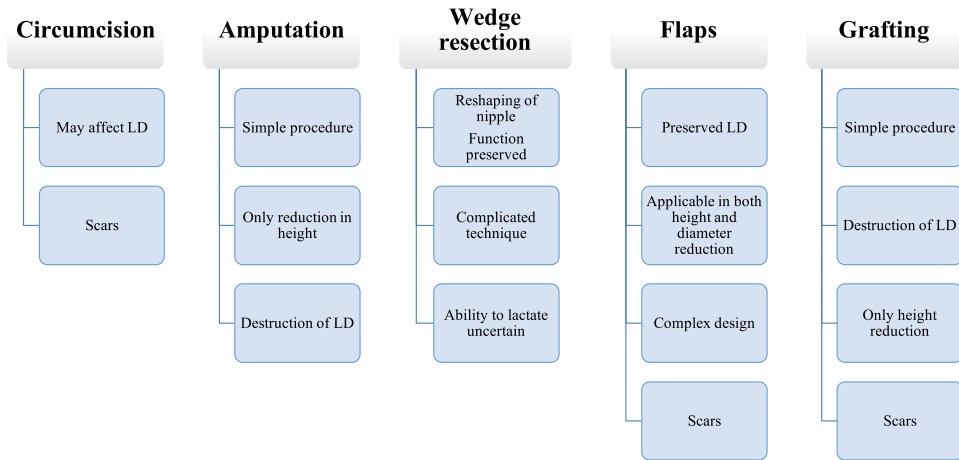 Circumcision
May affect LD
Scars
Amputation
Simple procedure
Only reduction in
height
Destruction of LD
Wedge
resection
Reshaping of
nipple
Function
preserved
Complicated
technique
Ability to lactate
uncertain
Flaps
Preserved LD
Applicable in both
height and
diameter
reduction
Complex design
Scars
Grafting
Simple procedure
Destruction of LD
Only height
reduction
Scars